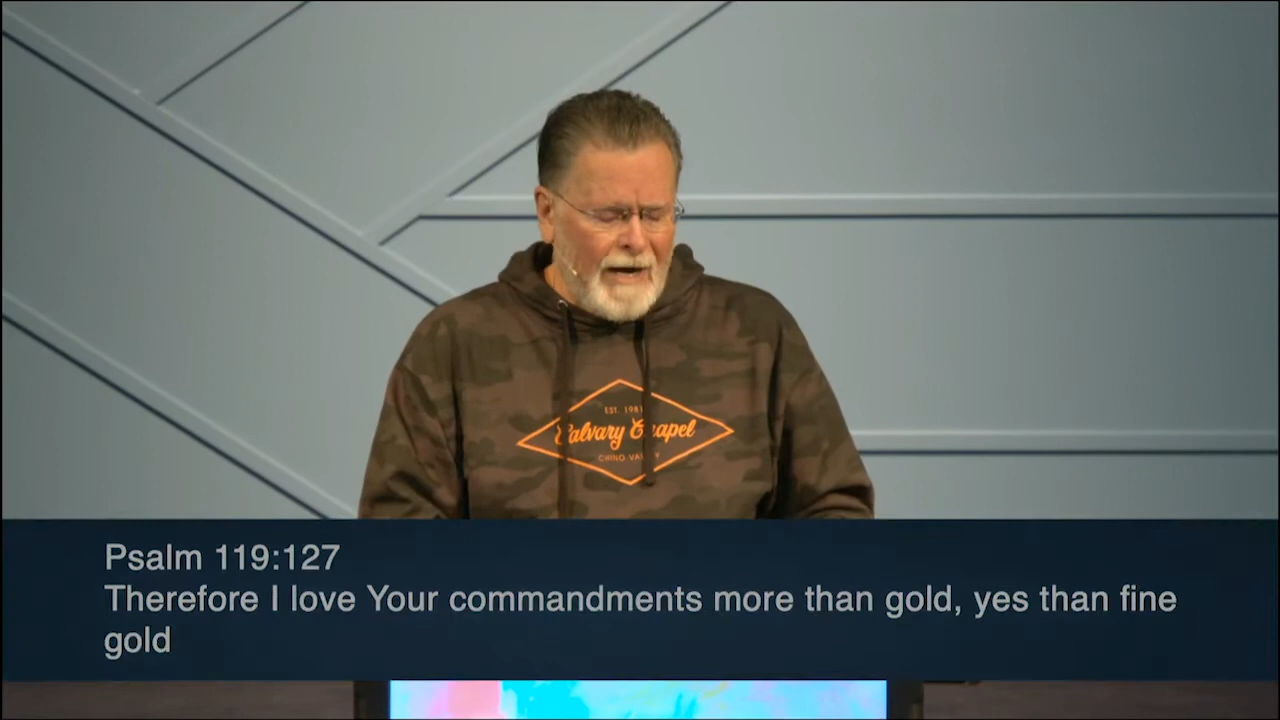 EST. 198
Calvary Chapel
CHINO VA
Psalm 119:127
Therefore I love Your commandments more than gold, yes than fine
gold